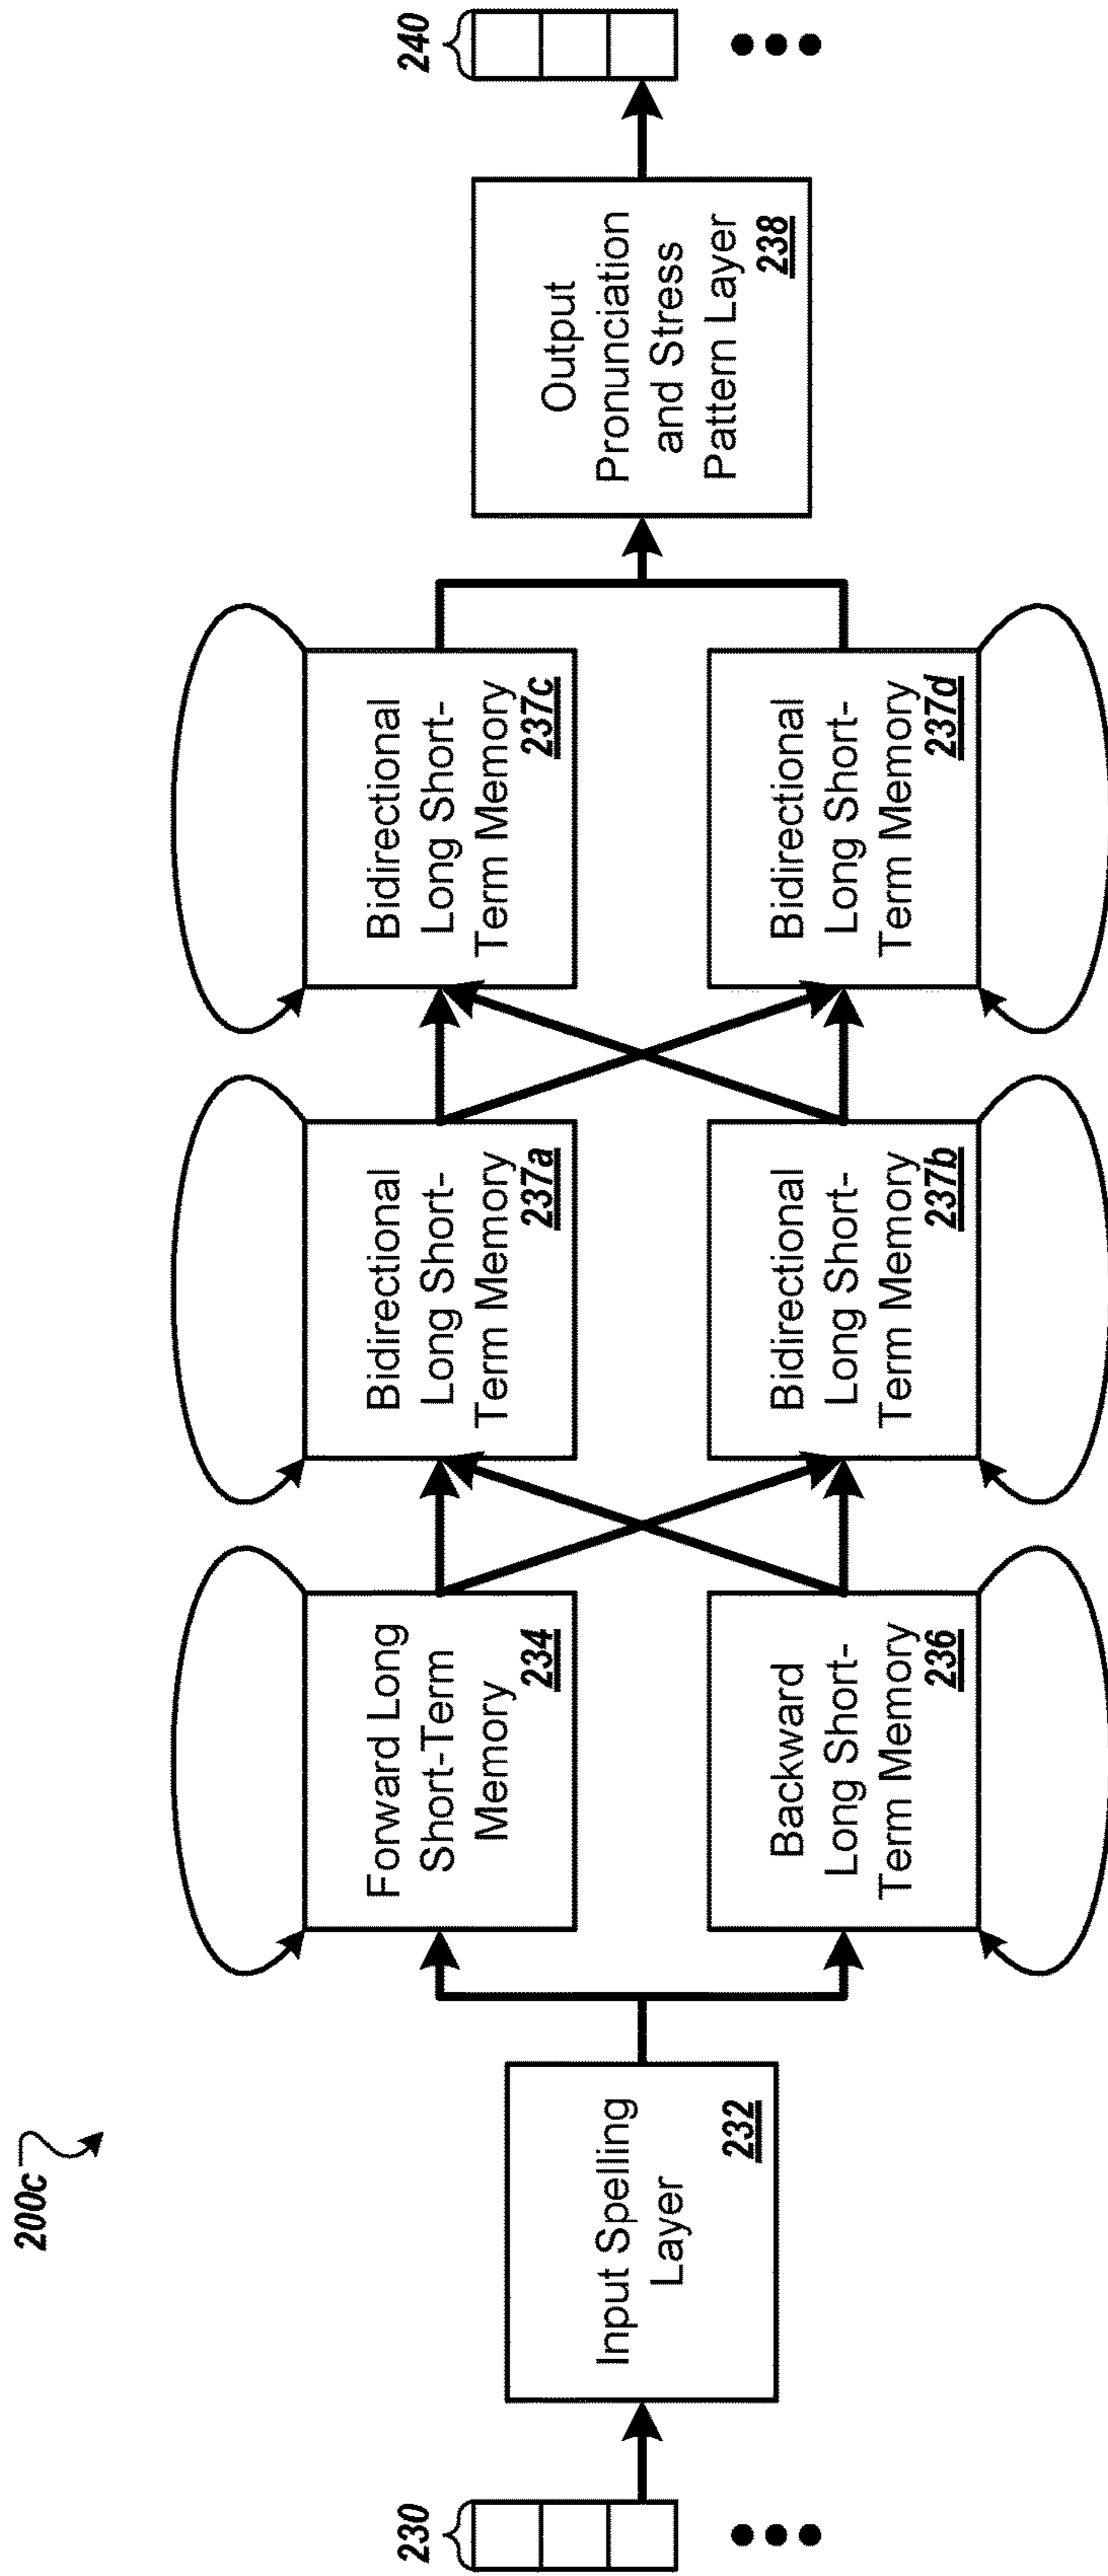 200c
230
Input Spelling
Layer
232
Forward Long
Short-Term
Memory
234
Backward
Long Short-
Term Memory
236
Bidirectional
Long Short-
Term Memory
237a
Bidirectional
Long Short-
Term Memory
237b
Bidirectional
Long Short-
Term Memory
237c
Bidirectional
Long Short-
Term Memory
237d
Output
Pronunciation
and Stress
Pattern Layer
238
240